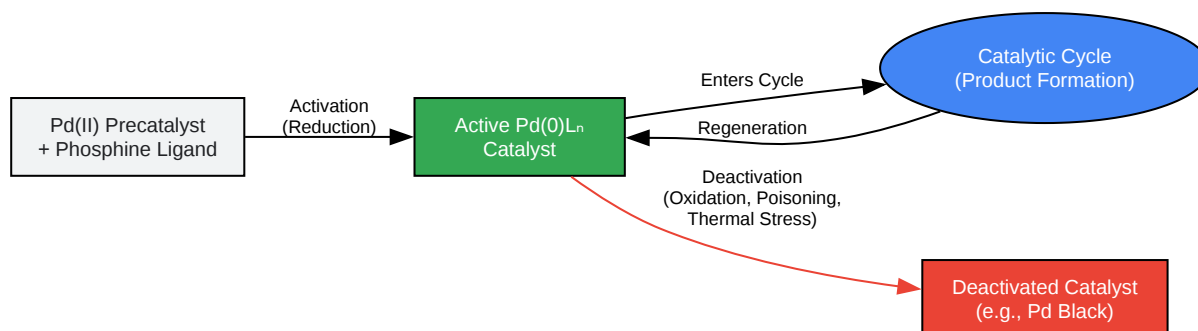 Pd(II) Precatalyst
+ Phosphine Ligand
Activation
(Reduction)
Active Pd(0)Lₙ
Catalyst
Enters Cycle
Regeneration
Catalytic Cycle
(Product Formation)
Deactivation
(Oxidation, Poisoning,
Thermal Stress)
Deactivated Catalyst
(e.g., Pd Black)